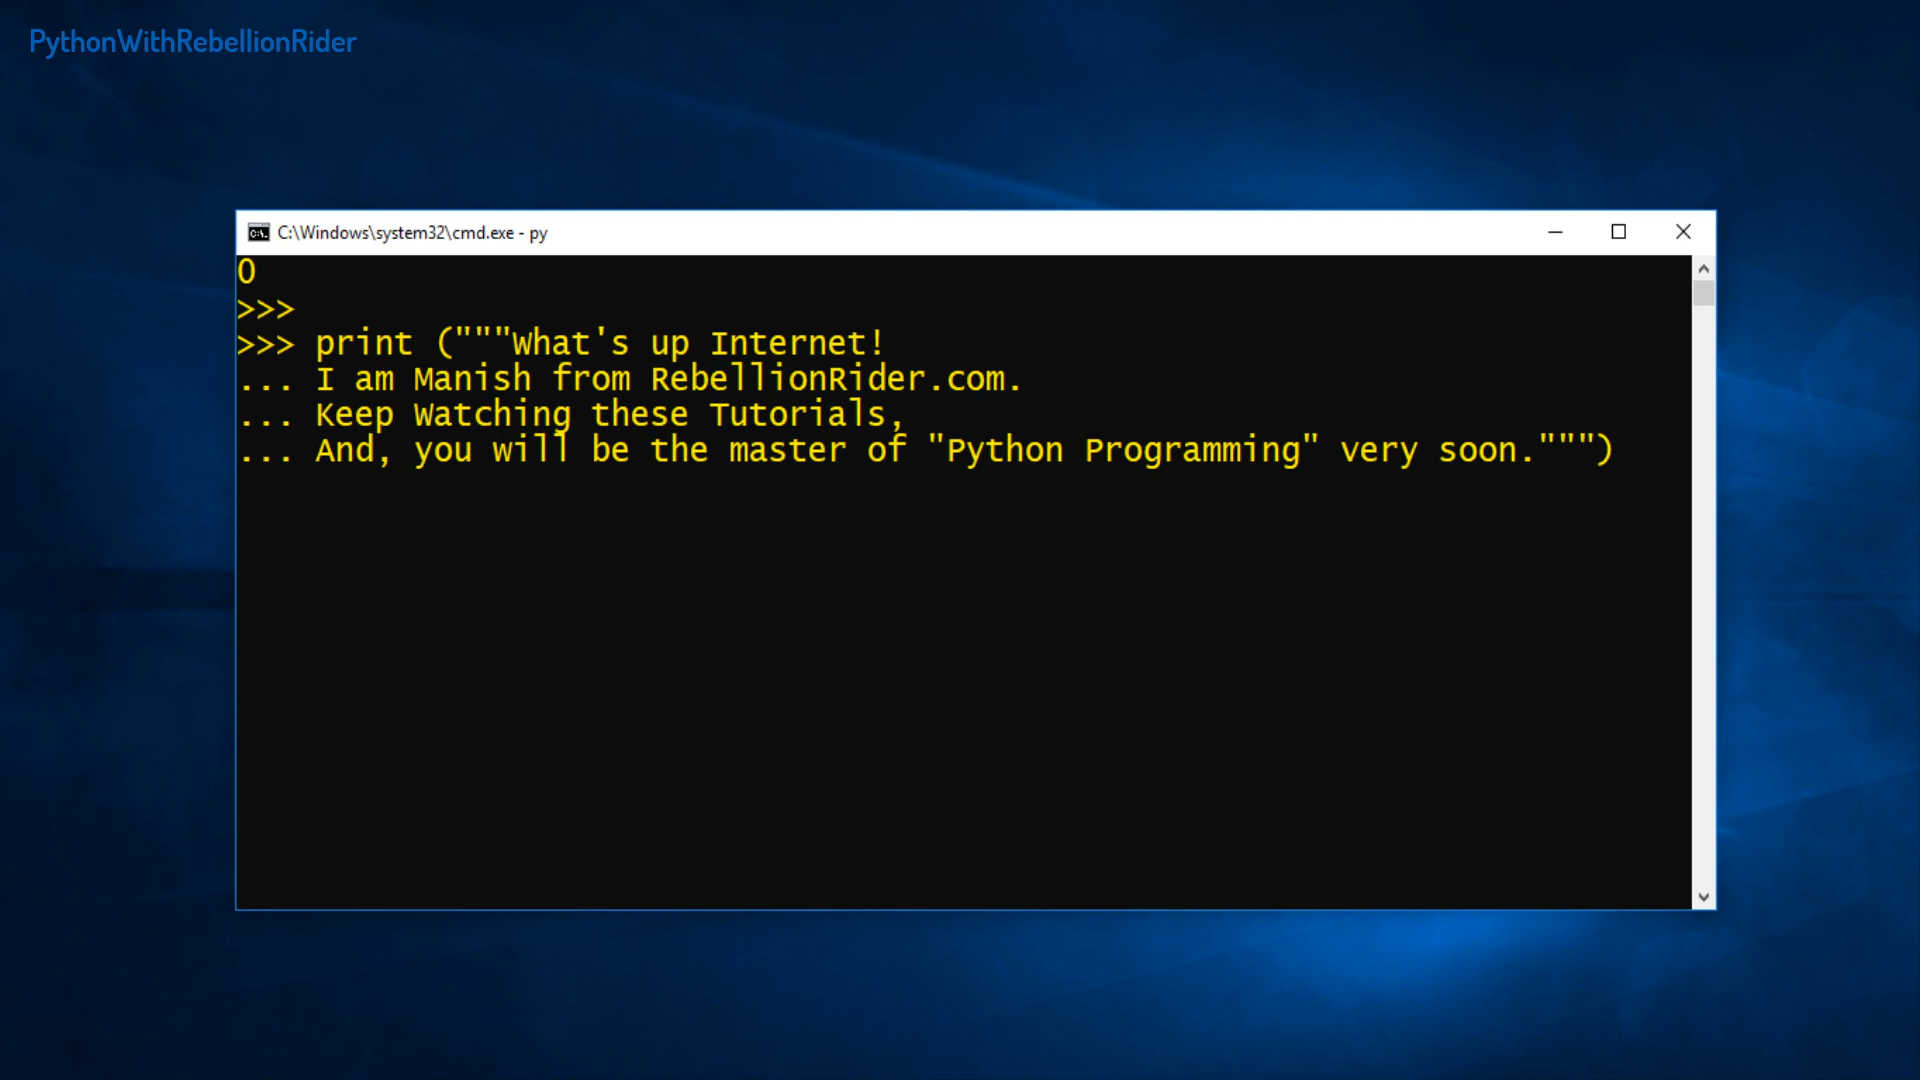 PythonWithRebellionRider
C:\Windows\system32\cmd.exe - py
0
>>>
>>> print ("""What's up Internet!
... I am Manish from RebellionRider.com.
... Keep Watching these Tutorials,
... And, you will be the master of "Python Programming" very soon.""")